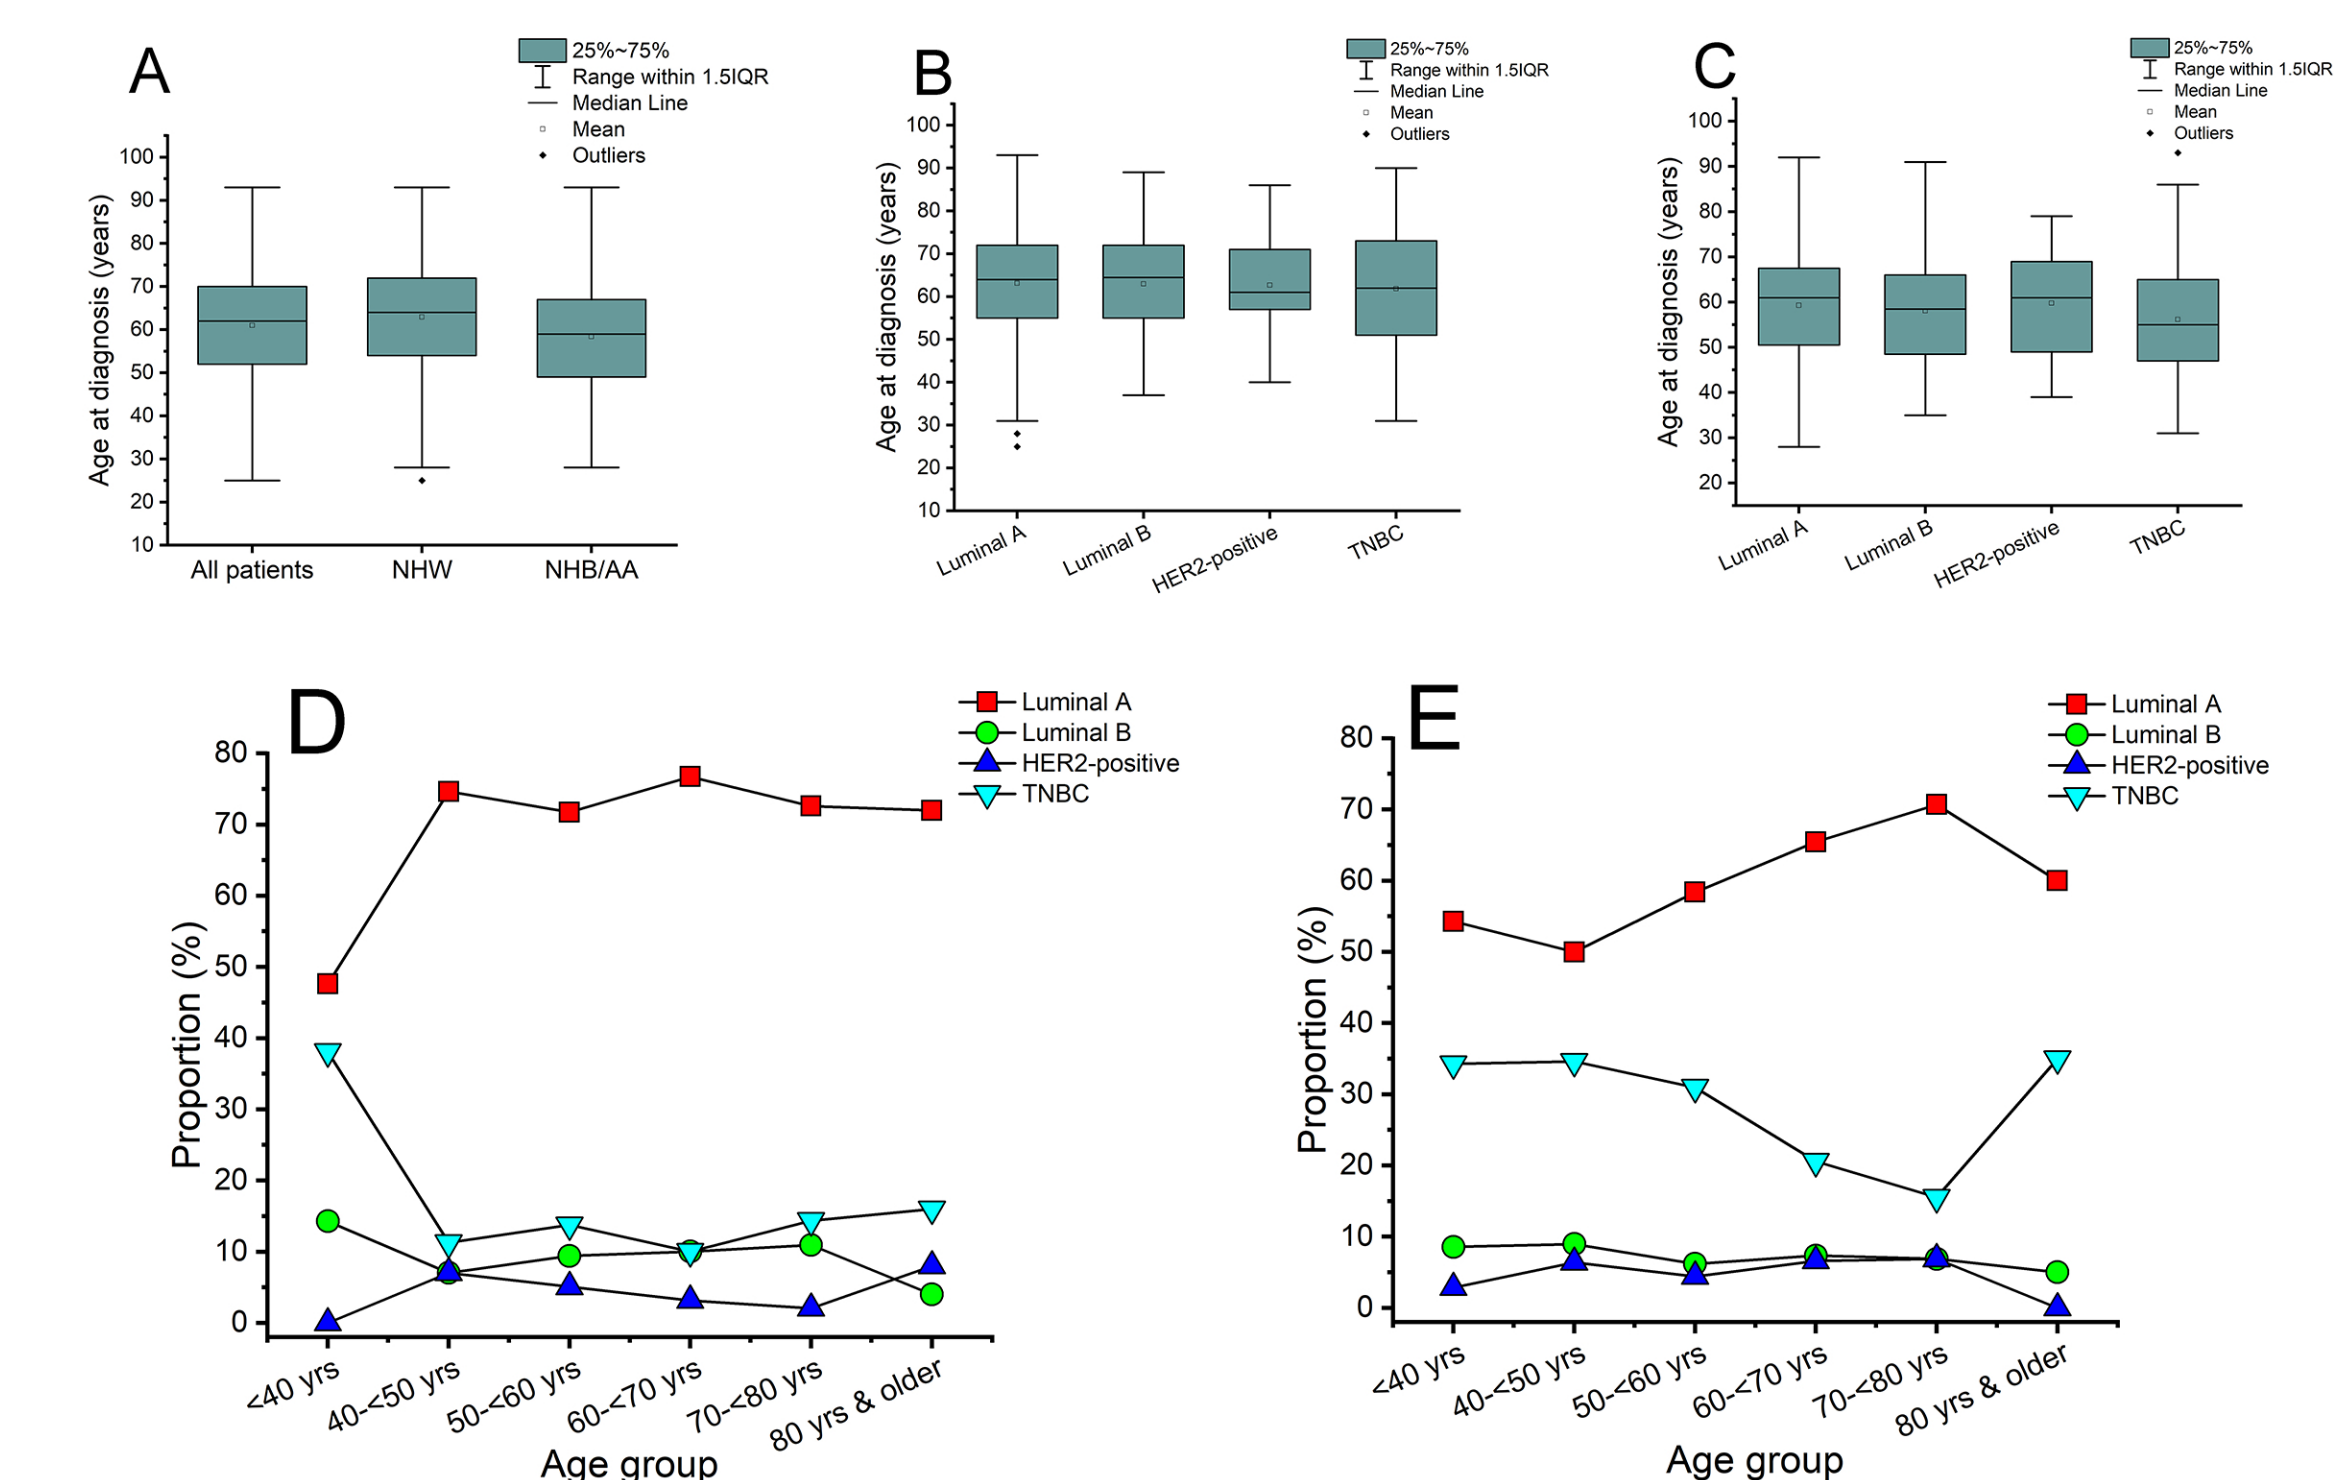 A
25%~75%
Range within 1.5IQR
Median Line
Mean
Outliers
100
90
80
70
60
50
40
30
20
10
Age at diagnosis (years)
All patients
NHW
NHB/AA
B
25%~75%
Range within 1.5IQR
Median Line
Mean
Outliers
100
90
80
70
60
50
40
30
20
10
Age at diagnosis (years)
Luminal A
Luminal B
HER2-positive
TNBC
C
25%~75%
Range within 1.5IQR
Median Line
Mean
Outliers
100
90
80
70
60
50
40
30
20
Age at diagnosis (years)
Luminal A
Luminal B
HER2-positive
TNBC
D
Luminal A
Luminal B
HER2-positive
TNBC
80
70
60
50
40
30
20
10
0
Proportion (%)
<40 yrs
40-<50 yrs
50-<60 yrs
60-<70 yrs
70-<80 yrs
80 yrs & older
Age group
E
Luminal A
Luminal B
HER2-positive
TNBC
80
70
60
50
40
30
20
10
0
Proportion (%)
<40 yrs
40-<50 yrs
50-<60 yrs
60-<70 yrs
70-<80 yrs
80 yrs & older
Age group